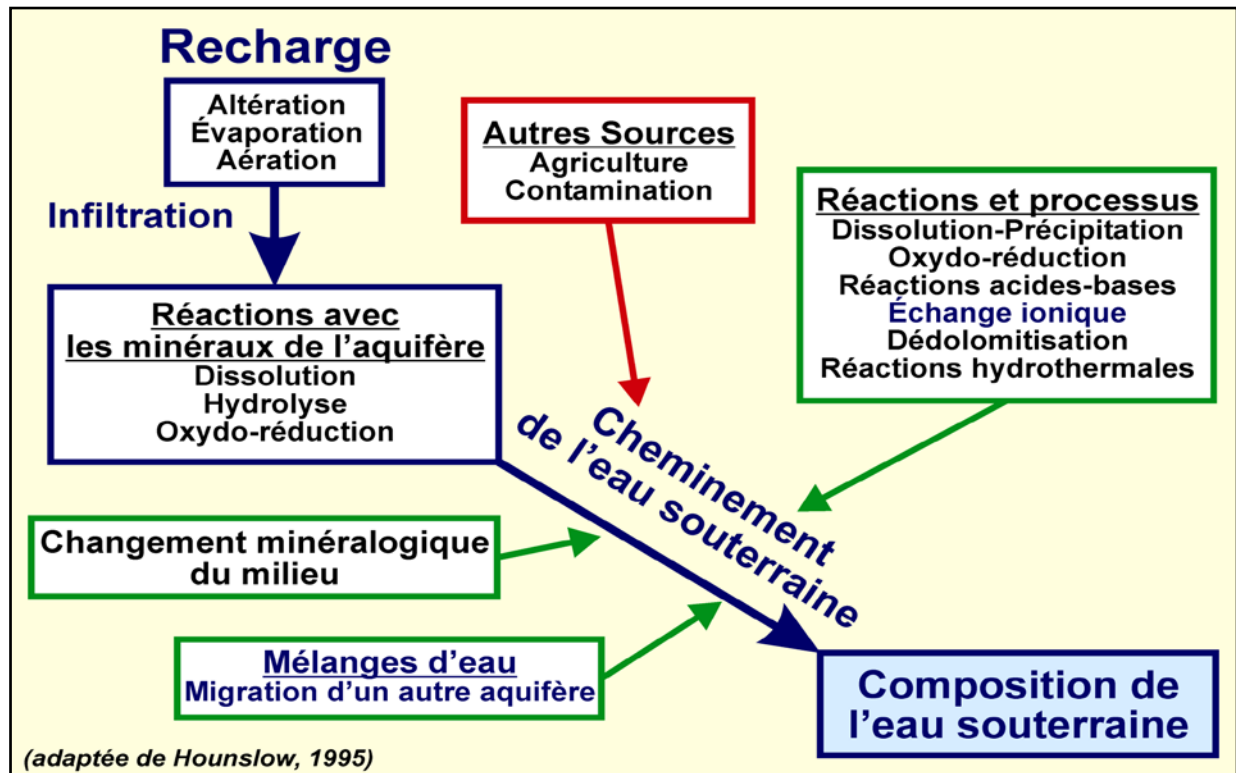 Recharge
Altération
Évaporation
Aération
Infiltration
Autres Sources
Agriculture
Contamination
Réactions et processus
Dissolution-Précipitation
Oxydo-réduction
Réactions acides-bases
Échange ionique
Dédolomitisation
Réactions hydrothermales
Réactions avec
les minéraux de l'aquifère
Dissolution
Hydrolyse
Oxydo-réduction
Cheminement
de l'eau souterraine
Changement minéralogique
du milieu
Mélanges d'eau
Migration d'un autre aquifère
Composition de
l'eau souterraine
(adaptée de Hounslow, 1995)